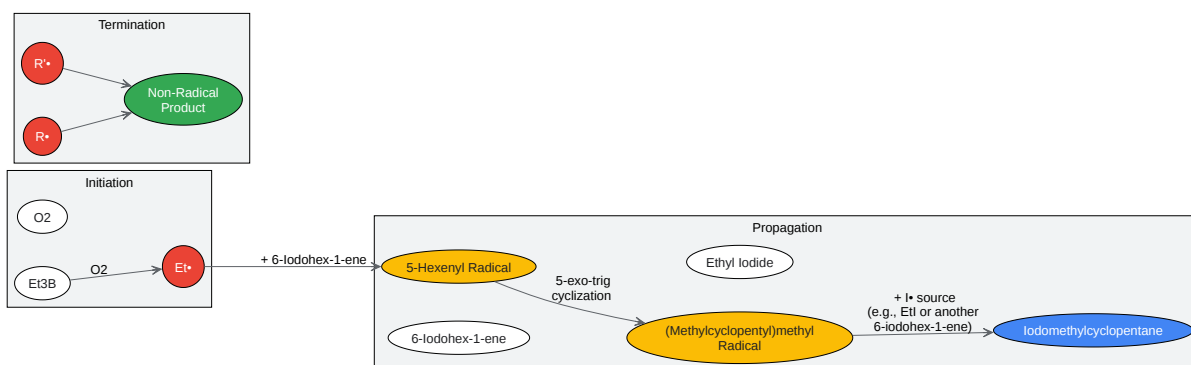 Termination
R'•
R•
Non-Radical
Product
Initiation
O2
Et3B
O2
Et•
+ 6-Iodohex-1-ene
Propagation
5-Hexenyl Radical
6-Iodohex-1-ene
5-exo-trig
cyclization
Ethyl Iodide
(Methylcyclopentyl)methyl
Radical
+ I• source
(e.g., EtI or another
6-iodohex-1-ene)
Iodomethylcyclopentane